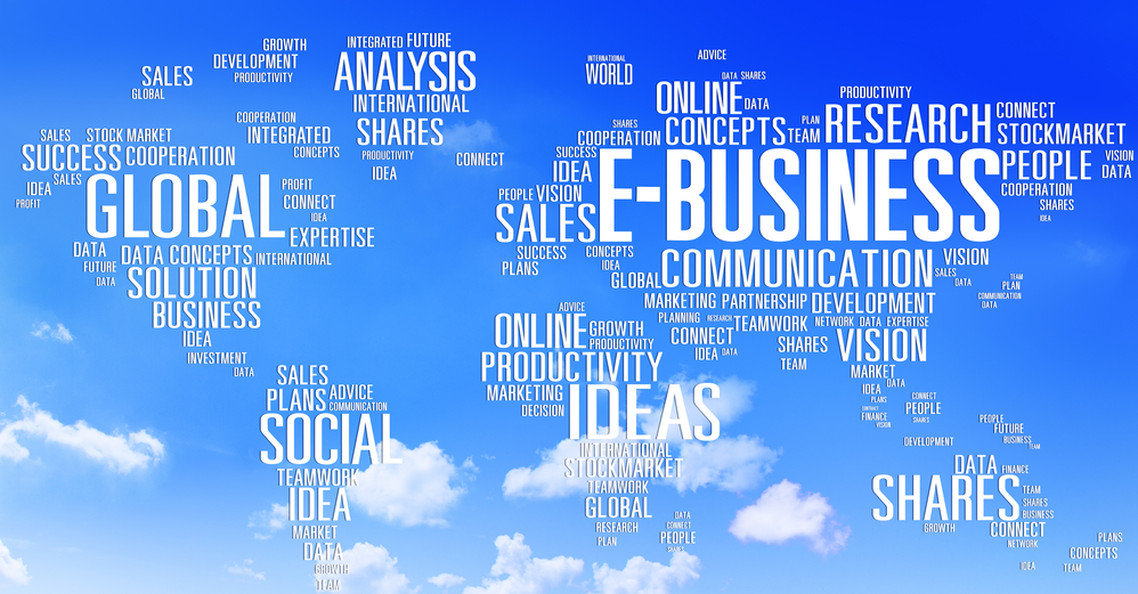 GROWTH
DEVELOPMENT
PRODUCTIVITY
SALES
GLOBAL
INTEGRATED FUTURE
ANALYSIS
INTERNATIONAL
SHARES
PRODUCTIVITY
IDEA
CONNECT
COOPERATION
INTEGRATED
CONCEPTS
SALES STOCK MARKET
SUCCESS COOPERATION
IDEA SALES
PROFIT
GLOBAL
PROFIT
CONNECT
IDEA
EXPERTISE
DATA DATA CONCEPTS INTERNATIONAL
FUTURE
DATA
SOLUTION
BUSINESS
IDEA
INVESTMENT
DATA
SALES
PLANS ADVICE
COMMUNICATION
SOCIAL
TEAMWORK
IDEA
MARKET
DATA
GROWTH
TEAM
INTERNATIONAL
WORLD
ADVICE
DATA SHARES
ONLINE DATA
PRODUCTIVITY
SHARES
COOPERATION CONCEPTS
PLAN
TEAM
RESEARCH
CONNECT
STOCKMARKET
SUCCESS
IDEA
PEOPLE VISION
SALES
E-BUSINESS
PEOPLE
VISION
DATA
COOPERATION
SHARES
IDEA
SUCCESS
PLANS
CONCEPTS
IDEA
GLOBAL
COMMUNICATION
VISION
SALES
DATA
TEAM
PLAN
COMMUNICATION
DATA
MARKETING PARTNERSHIP DEVELOPMENT
ADVICE
ONLINE GROWTH
PRODUCTIVITY
PLANNING RESEARCH TEAMWORK NETWORK DATA EXPERTISE
CONNECT
IDEA DATA
SHARES
TEAM
VISION
PRODUCTIVITY
MARKETING
DECISION
IDEAS
INTERNATIONAL
STOCKMARKET
TEAMWORK
GLOBAL
RESEARCH
PLAN
DATA
CONNECT
PEOPLE
SHARES
MARKET
IDEA DATA
PLANS
CONTRACT
FINANCE
VISION
CONNECT
PEOPLE
SHARES
DEVELOPMENT
PEOPLE
FUTURE
BUSINESS
TEAM
DATA FINANCE
SHARES
TEAM
SHARES
BUSINESS
GROWTH
CONNECT
NETWORK
IDEA
PLANS
CONCEPTS
TEAM